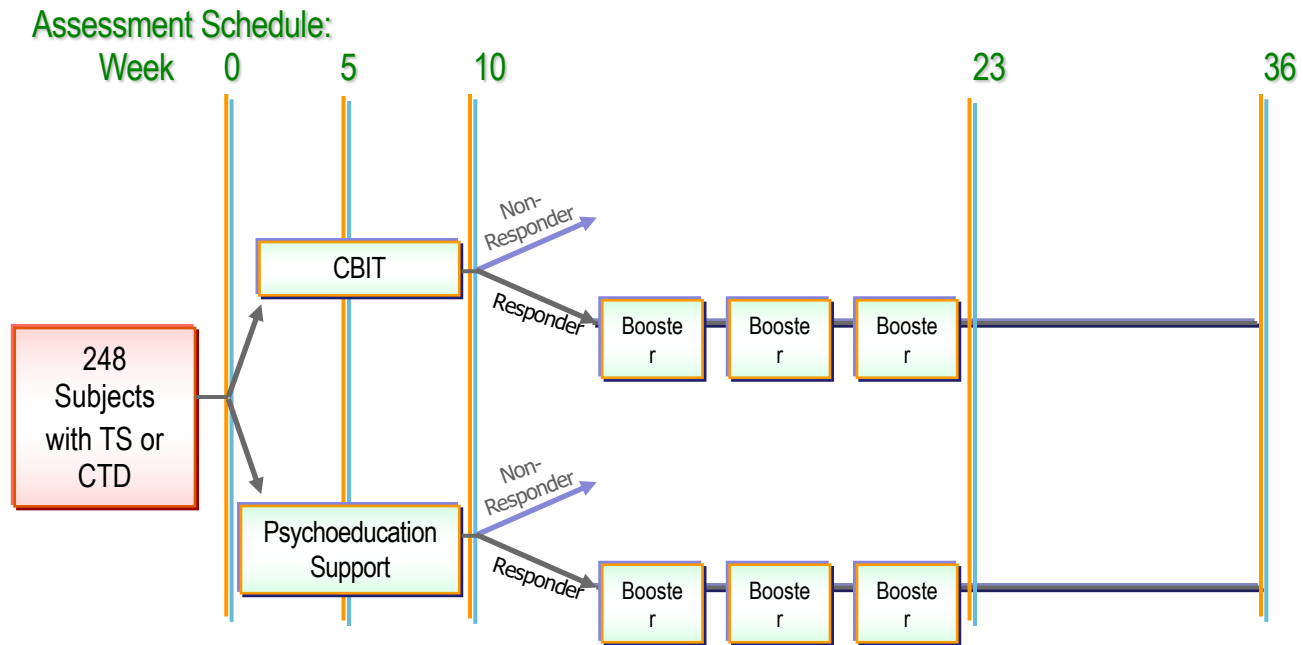 Assessment Schedule:
Week 0 5 10 23 36
Non-
Responder
CBIT
Responder
Booste
r
Booste
r
Booste
r
248
Subjects
with TS or
CTD
Non-
Responder
Psychoeducation
Support
Responder
Booste
r
Booste
r
Booste
r